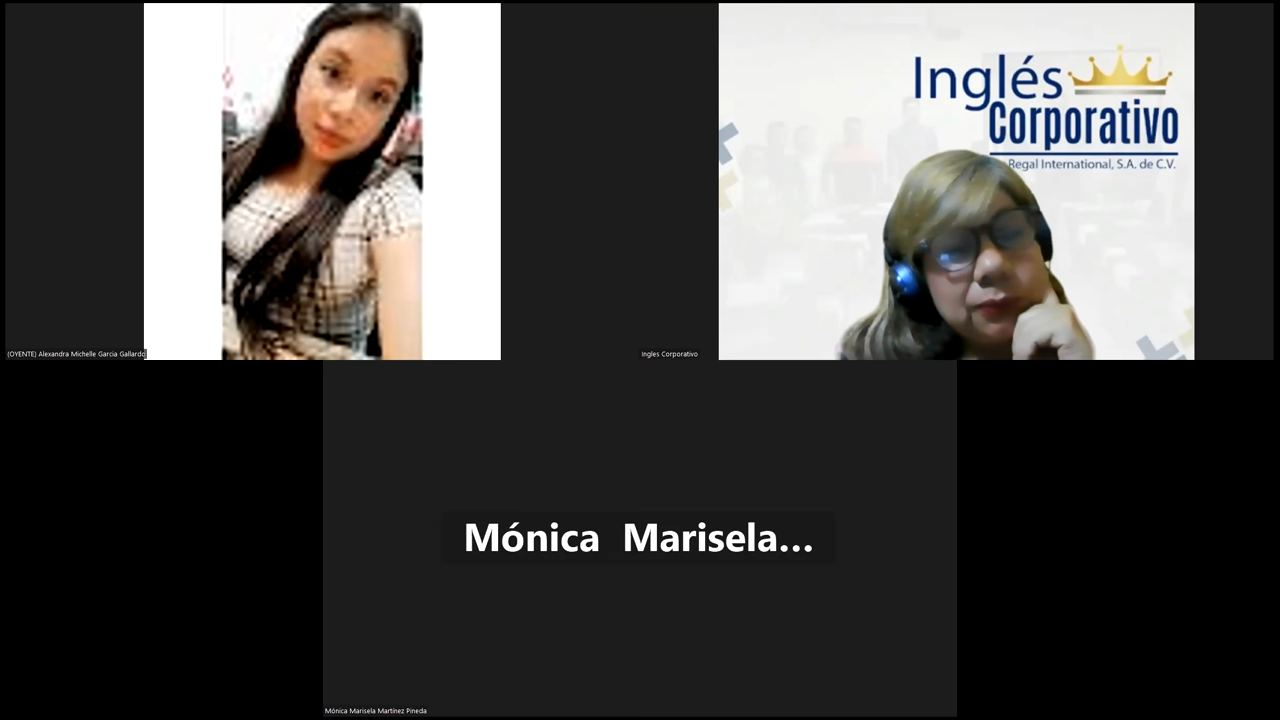 Inglés
Corporativo
Regal International, S.A. de C.V.
(OYENTE) Alexandra Michelle Garcia Gallardo
Ingles Corporativo
Mónica Marisela...
Mónica Marisela Martínez Pineda